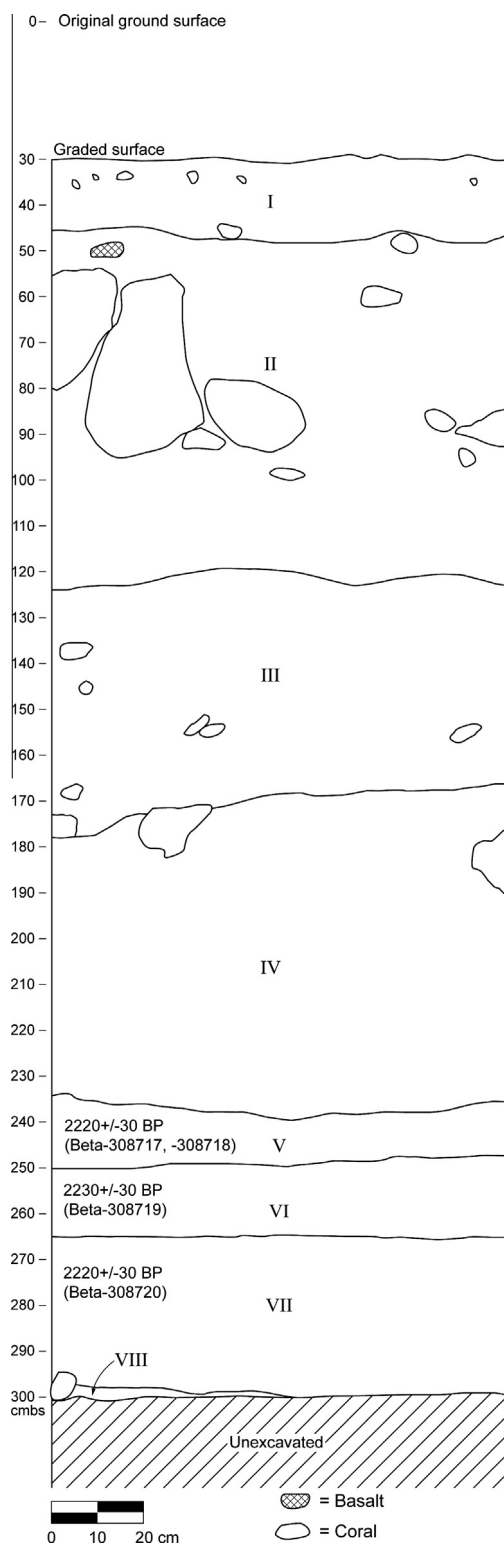 0 Original ground surface
Graded surface
30
I
40
50
60
II
70
80
90
100
110
120
130
III
140
150
160
170
180
190
200
IV
210
220
230
240
2220+/-30 BP
(Beta-308717, -308718)
V
250
2230+/-30 BP
(Beta-308719)
VI
260
270
2220+/-30 BP
(Beta-308720)
VII
280
290
VIII
300
cmbs
Unexcavated
= Basalt
= Coral
0 10 20 cm